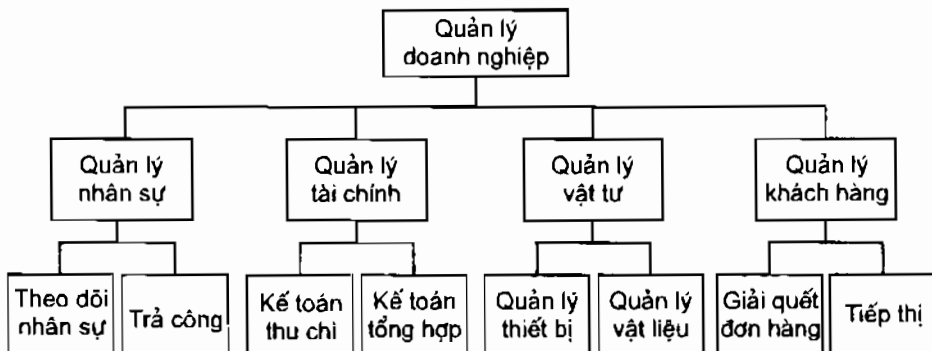 Quản lý
doanh nghiệp
Quản lý
nhân sự
Quản lý
tài chính
Quản lý
vật tư
Quản lý
khách hàng
Theo dõi
nhân sự
Trả công
Kế toán
thu chi
Kế toán
tổng hợp
Quản lý
thiết bị
Quản lý
vật liệu
Giải quết
đơn hàng
Tiếp thị